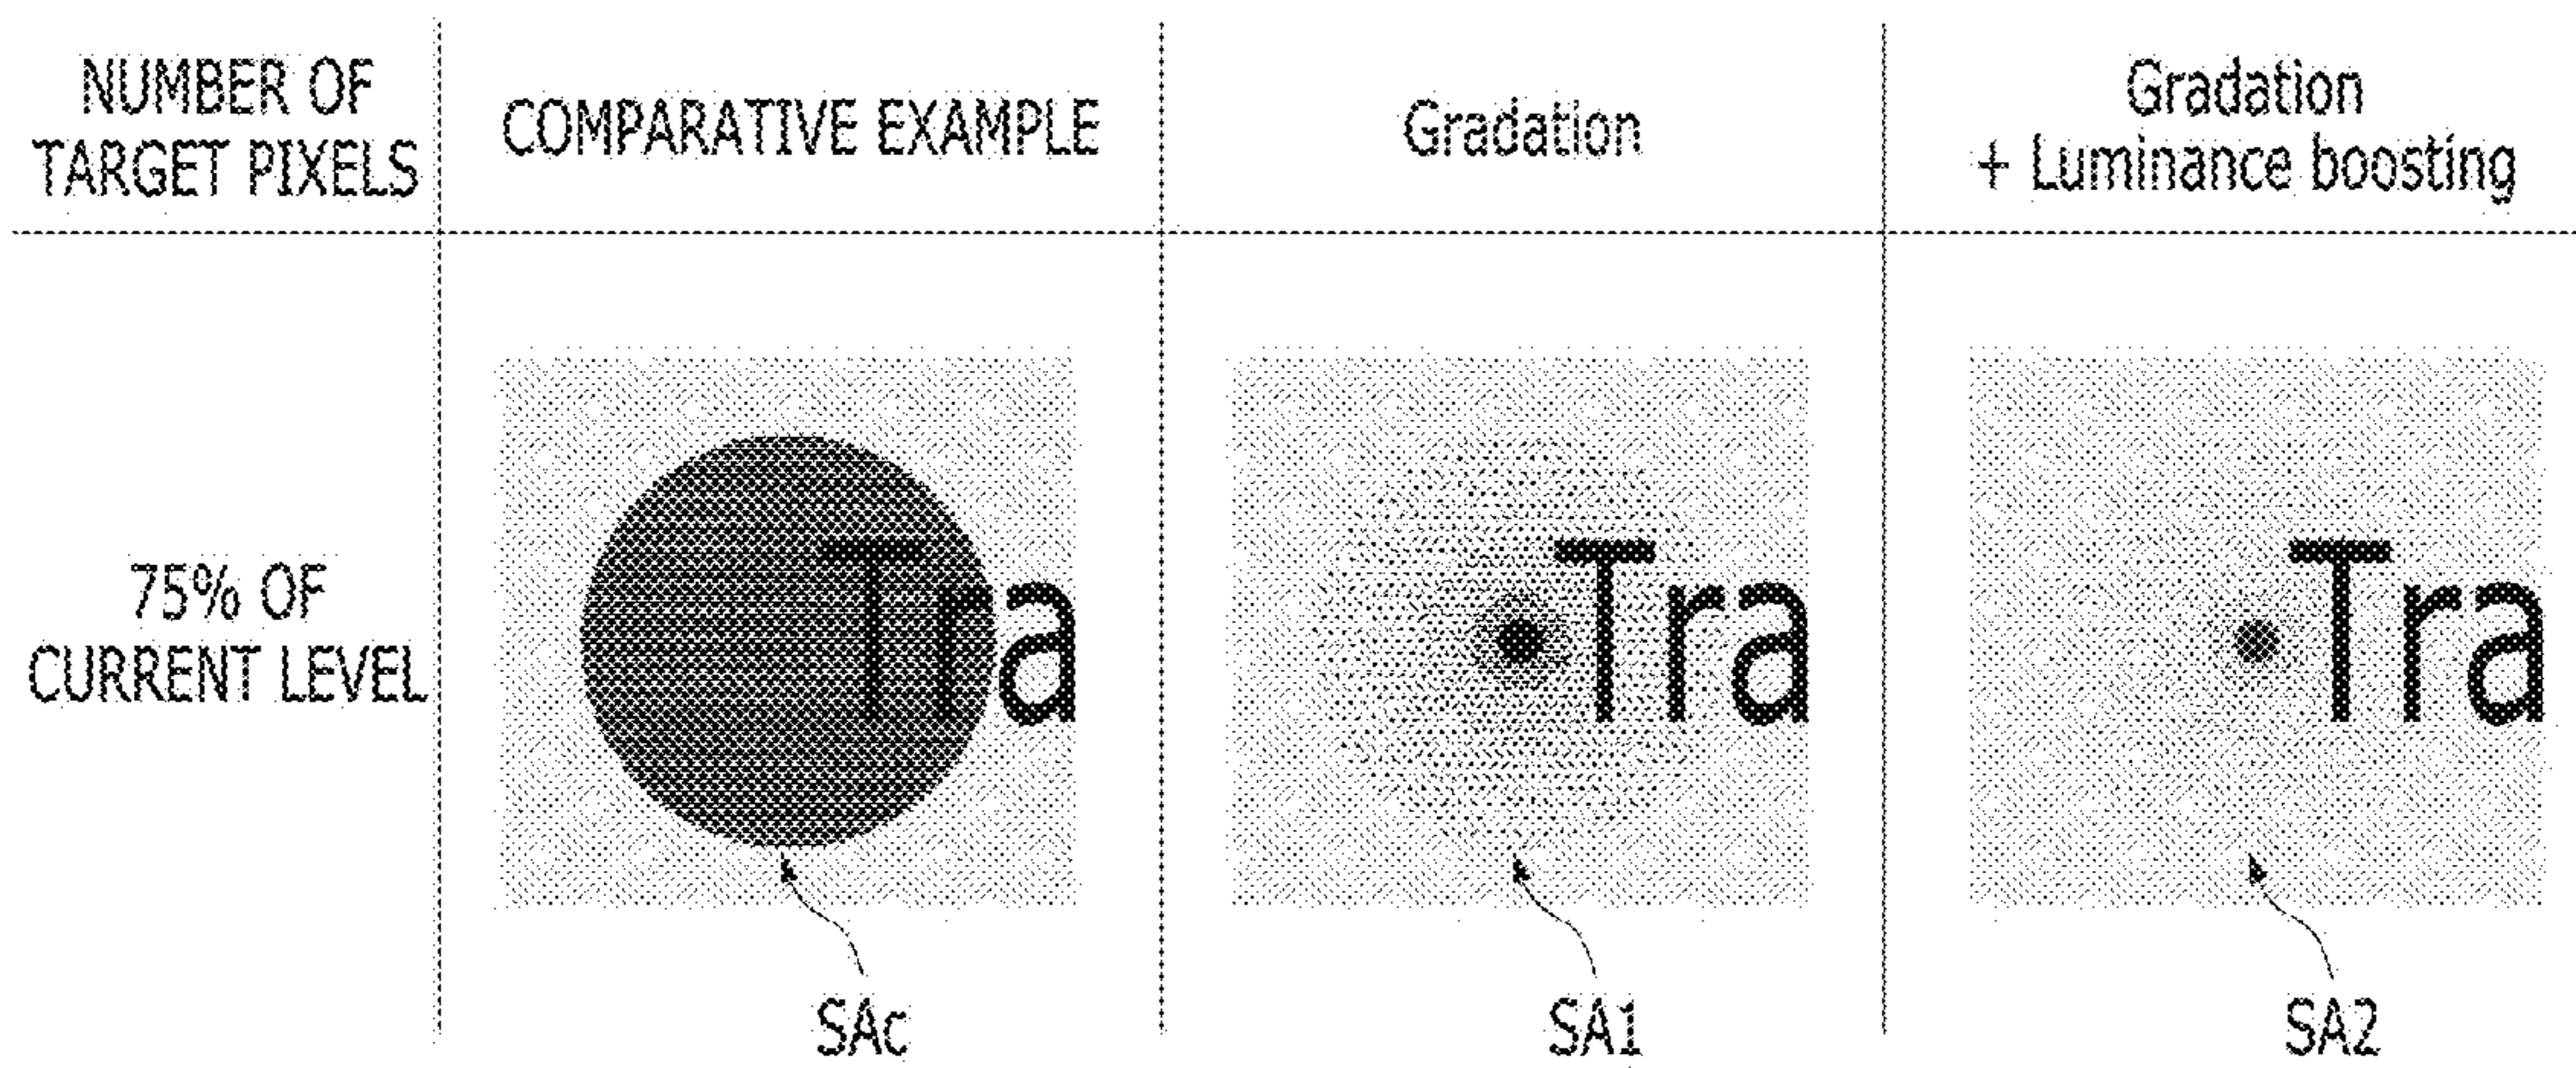 NUMBER OF
TARGET PIXELS
COMPARATIVE EXAMPLE
Gradation
Gradation
+ Luminance boosting
75% OF
CURRENT LEVEL
Tra
Tra
Tra
SAc
SA1
SA2